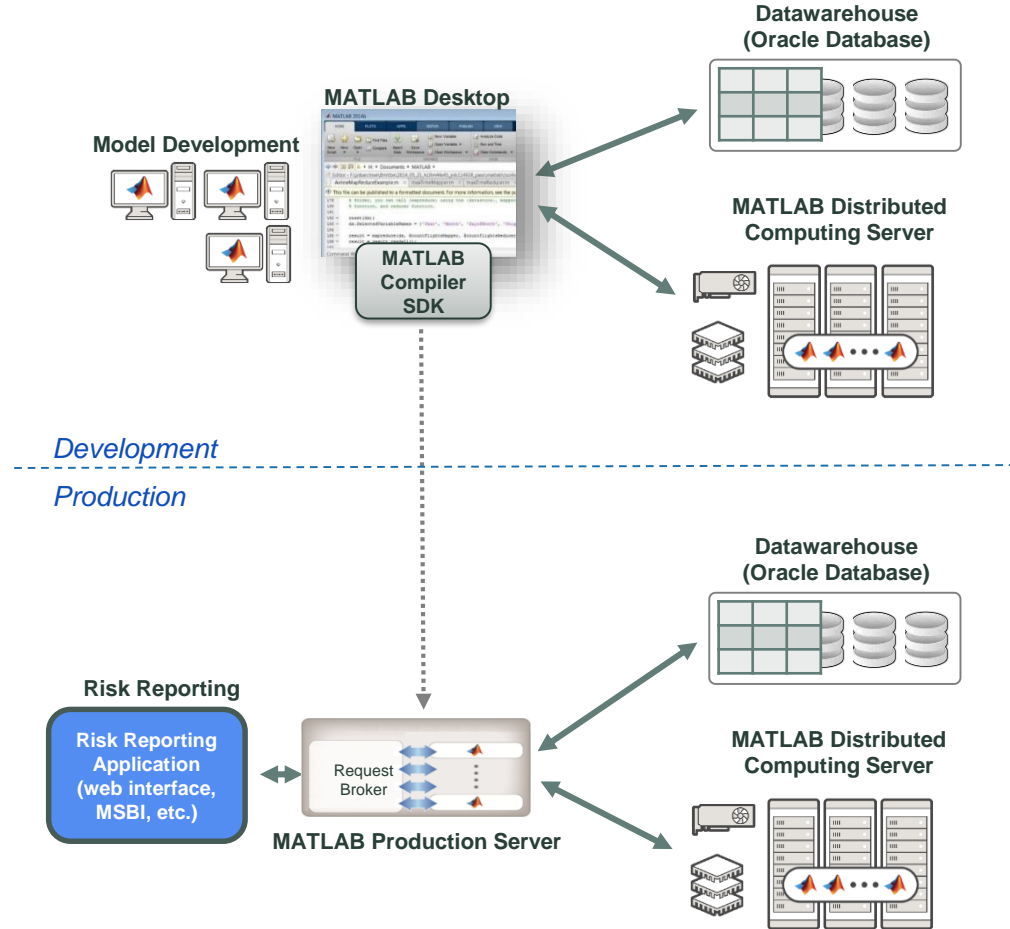 Datawarehouse
(Oracle Database)
MATLAB Desktop
Model Development
MATLAB
Compiler
SDK
MATLAB Distributed
Computing Server
Development
Production
Datawarehouse
(Oracle Database)
Risk Reporting
Risk Reporting
Application
(web interface,
MSBI, etc.)
Request
Broker
MATLAB Production Server
MATLAB Distributed
Computing Server